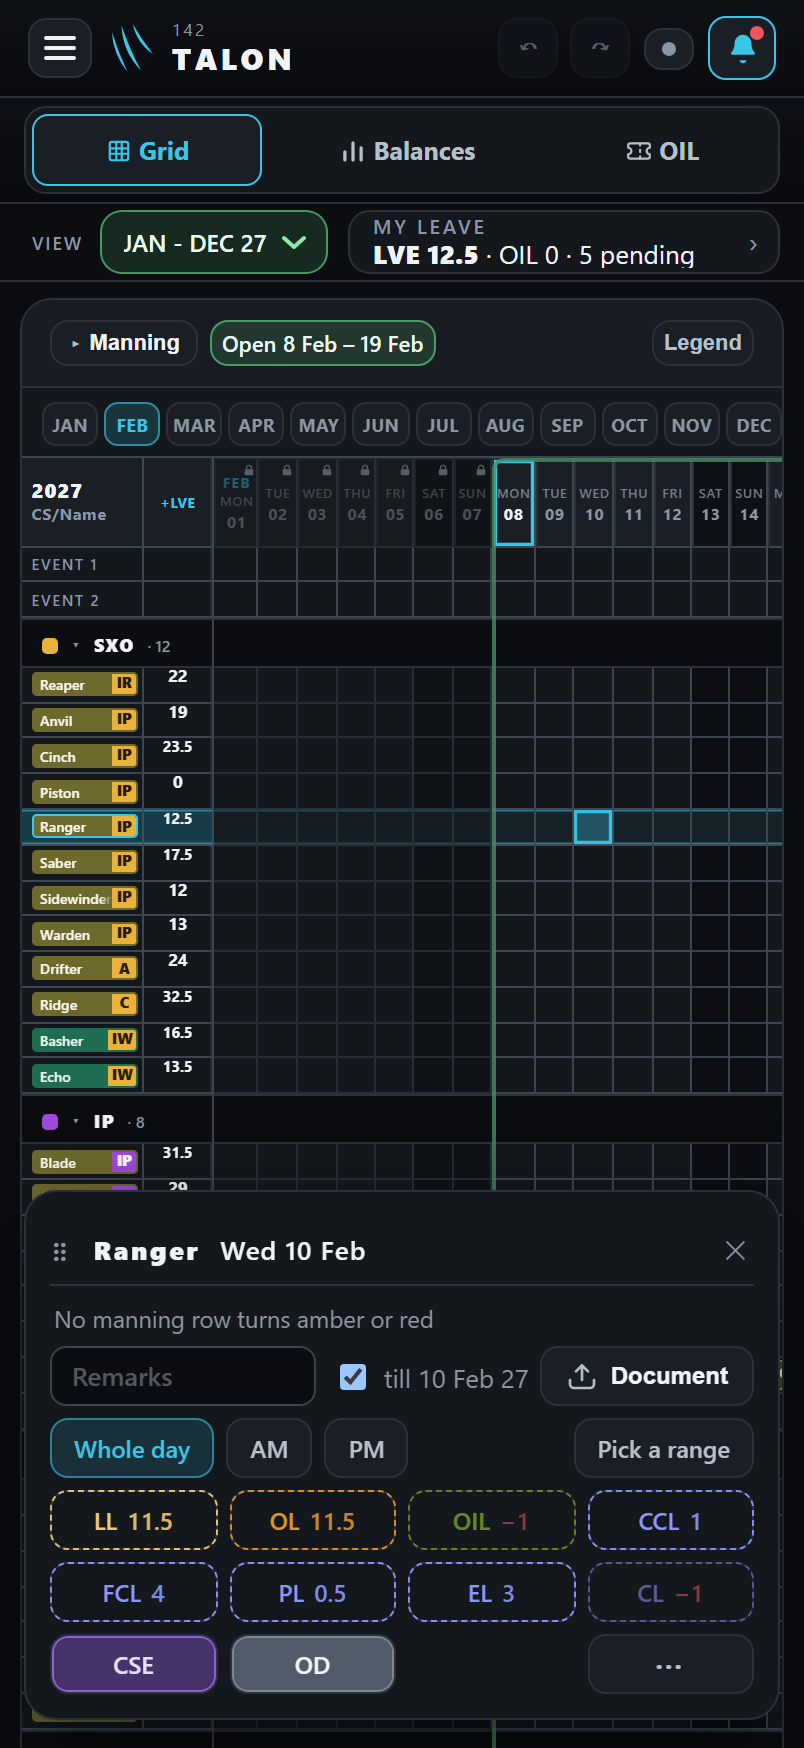 142
TALON
Grid
Balances
OIL
VIEW
JAN - DEC 27
MY LEAVE
LVE 12.5 · OIL 0 · 5 pending
Manning
Open 8 Feb – 19 Feb
Legend
JAN FEB MAR APR MAY JUN JUL AUG SEP OCT NOV DEC
2027
CS/Name
+LVE
FEB
MON TUE WED THU FRI SAT SUN MON TUE WED THU FRI SAT SUN M
01 02 03 04 05 06 07 08 09 10 11 12 13 14
EVENT 1
EVENT 2
SXO · 12
Reaper IR 22
Anvil IP 19
Cinch IP 23.5
Piston IP 0
Ranger IP 12.5
Saber IP 17.5
Sidewinder IP 12
Warden IP 13
Drifter A 24
Ridge C 32.5
Basher IW 16.5
Echo IW 13.5
IP · 8
Blade IP 31.5
29
Ranger Wed 10 Feb
No manning row turns amber or red
Remarks
till 10 Feb 27
Document
Whole day
AM
PM
Pick a range
LL 11.5
OL 11.5
OIL −1
CCL 1
FCL 4
PL 0.5
EL 3
CL −1
CSE
OD
...